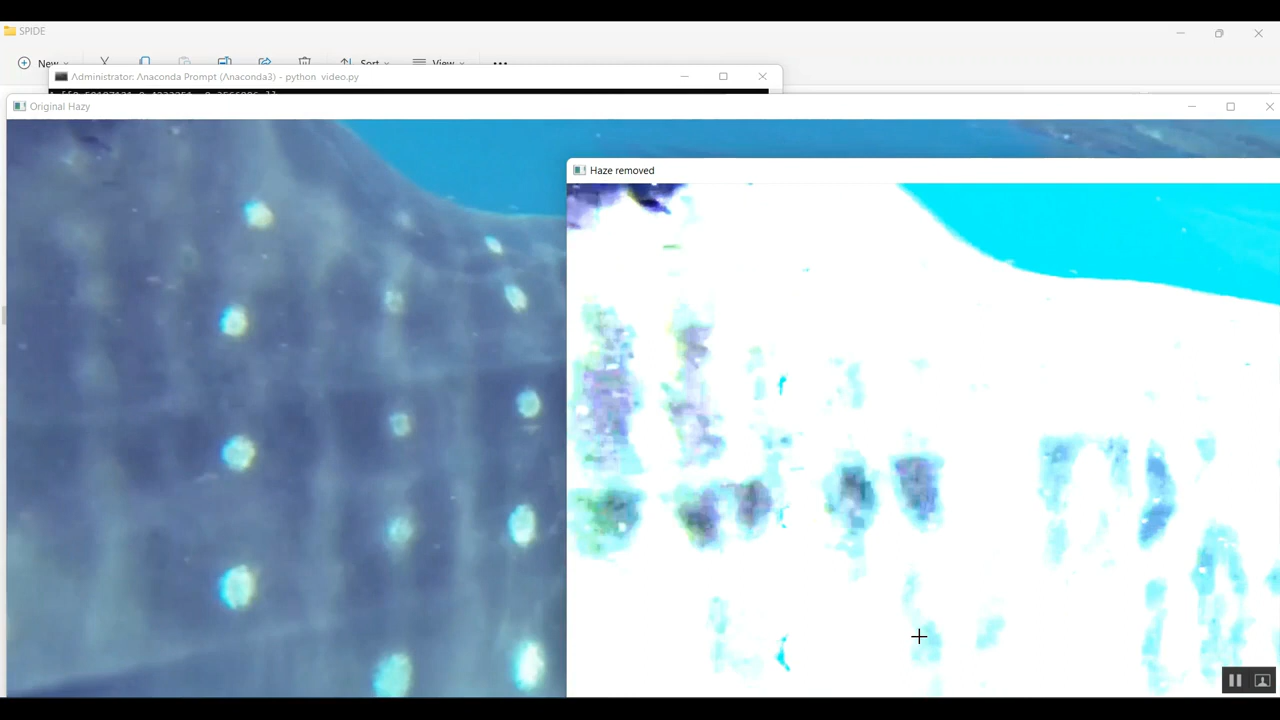 SPIDE
New
Sort
View
Administrator: Anaconda Prompt (Anaconda3) - python video.py
Original Hazy
Haze removed